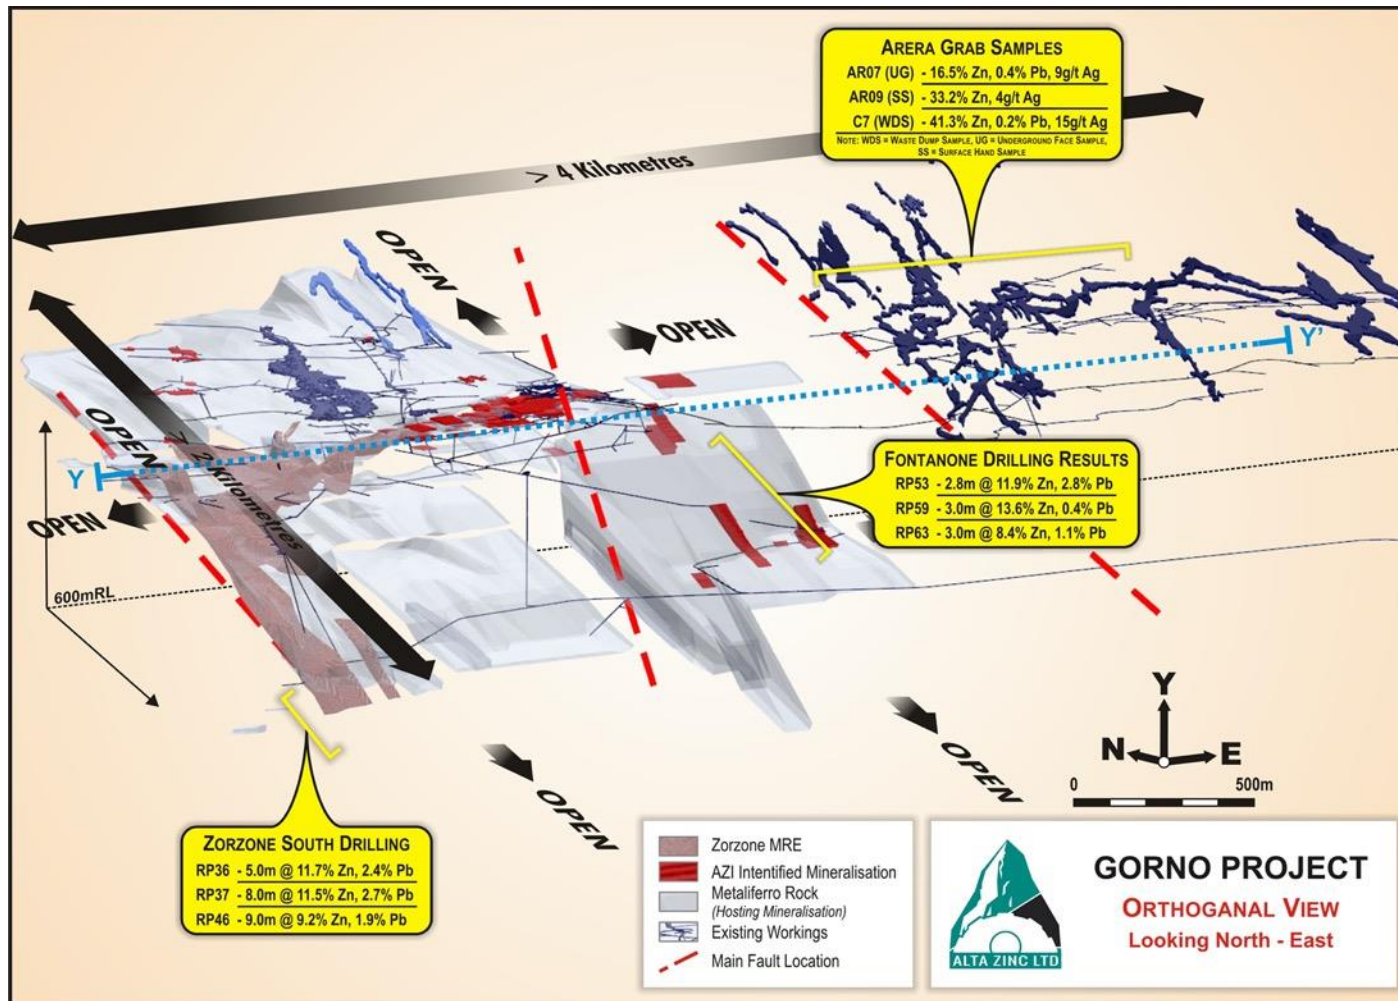 ARERA GRAB SAMPLES
AR07 (UG) - 16.5% Zn, 0.4% Pb, 9g/t Ag
AR09 (SS) - 33.2% Zn, 4g/t Ag
C7 (WDS) - 41.3% Zn, 0.2% Pb, 15g/t Ag
NOTE: WDS = WASTE DUMP SAMPLE, UG = UNDERGROUND FACE SAMPLE,
SS = SURFACE HAND SAMPLE
> 4 Kilometres
OPEN
OPEN
Y'
OPEN
Y
2 Kilometres
OPEN
600mRL
FONTANONE DRILLING RESULTS
RP53 - 2.8m @ 11.9% Zn, 2.8% Pb
RP59 - 3.0m @ 13.6% Zn, 0.4% Pb
RP63 - 3.0m @ 8.4% Zn, 1.1% Pb
OPEN
OPEN
Y
N
E
0 500m
ZORZONE SOUTH DRILLING
RP36 - 5.0m @ 11.7% Zn, 2.4% Pb
RP37 - 8.0m @ 11.5% Zn, 2.7% Pb
RP46 - 9.0m @ 9.2% Zn, 1.9% Pb
Zorzone MRE
AZI Intentified Mineralisation
Metaliferro Rock
(Hosting Mineralisation)
Existing Workings
Main Fault Location
ALTA ZINC LTD
GORNO PROJECT
ORTHOGANAL VIEW
Looking North - East